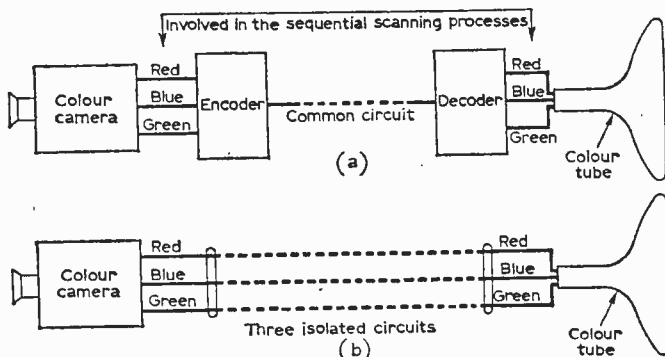 Involved in the sequential scanning processes
Red
Blue
Green
Colour
camera
Encoder
Common circuit
Decoder
Red
Blue
Green
Colour
tube
(a)
Colour
camera
Red
Blue
Green
Three isolated circuits
Red
Blue
Green
Colour
tube
(b)